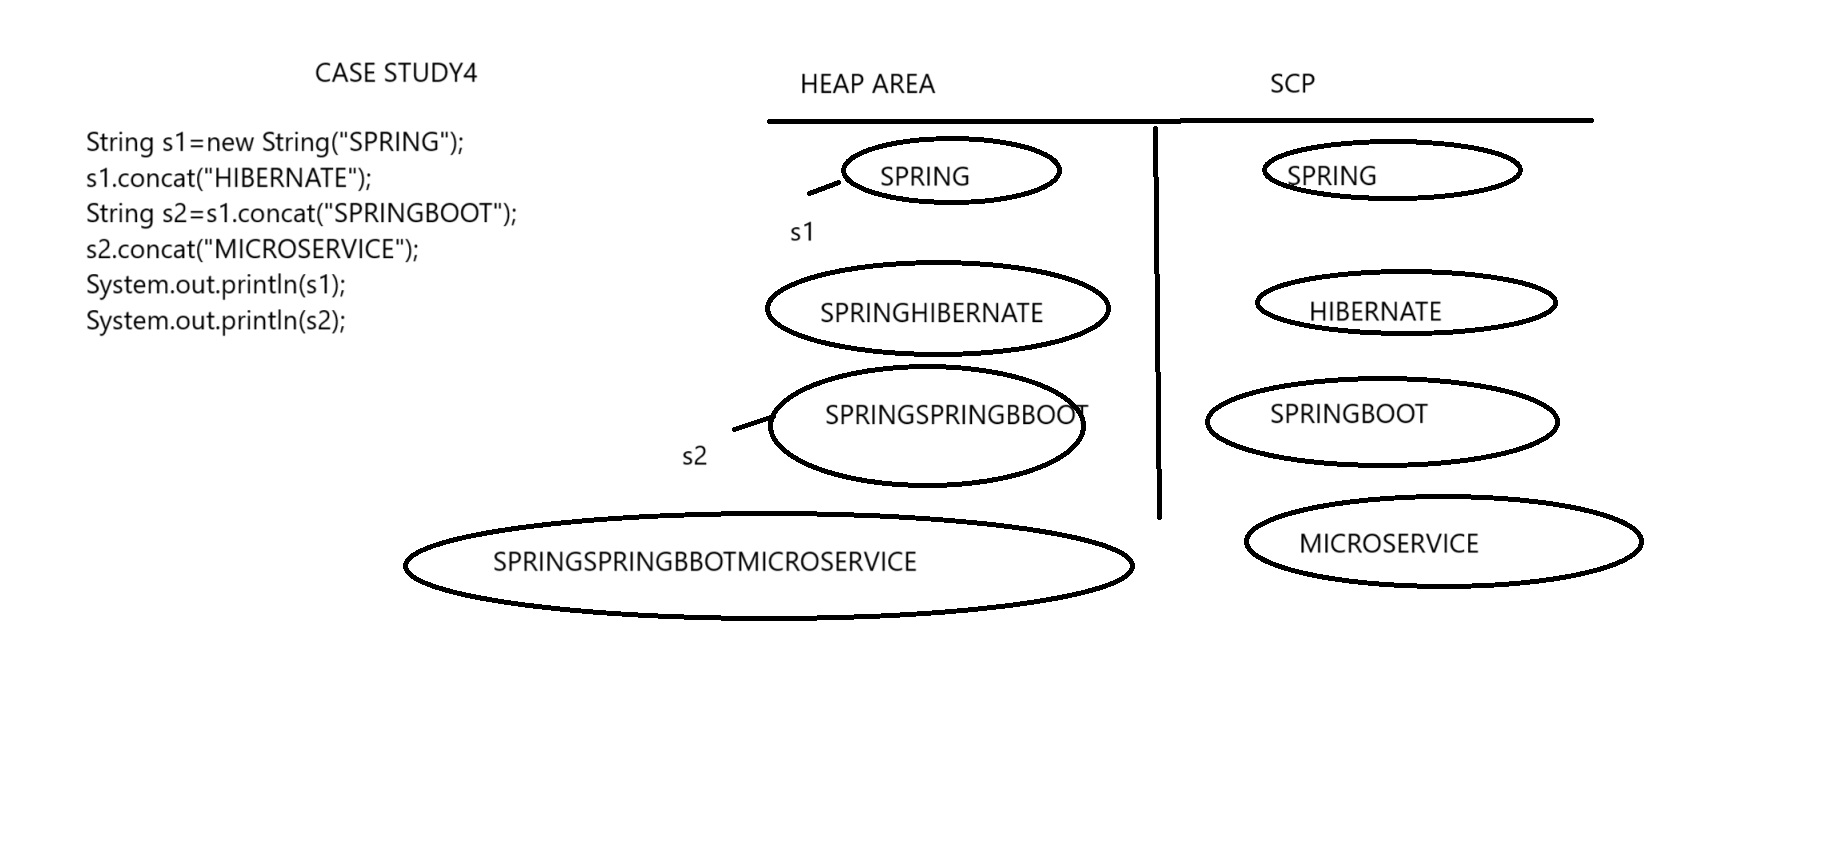 CASE STUDY4
String s1=new String("SPRING");
s1.concat("HIBERNATE");
String s2=s1.concat("SPRINGBOOT");
s2.concat("MICROSERVICE");
System.out.println(s1);
System.out.println(s2);
HEAP AREA
SCP
SPRING
SPRING
s1
SPRINGHIBERNATE
HIBERNATE
SPRINGSPRINGBBOOT
SPRINGBOOT
s2
SPRINGSPRINGBBOTMICROSERVICE
MICROSERVICE